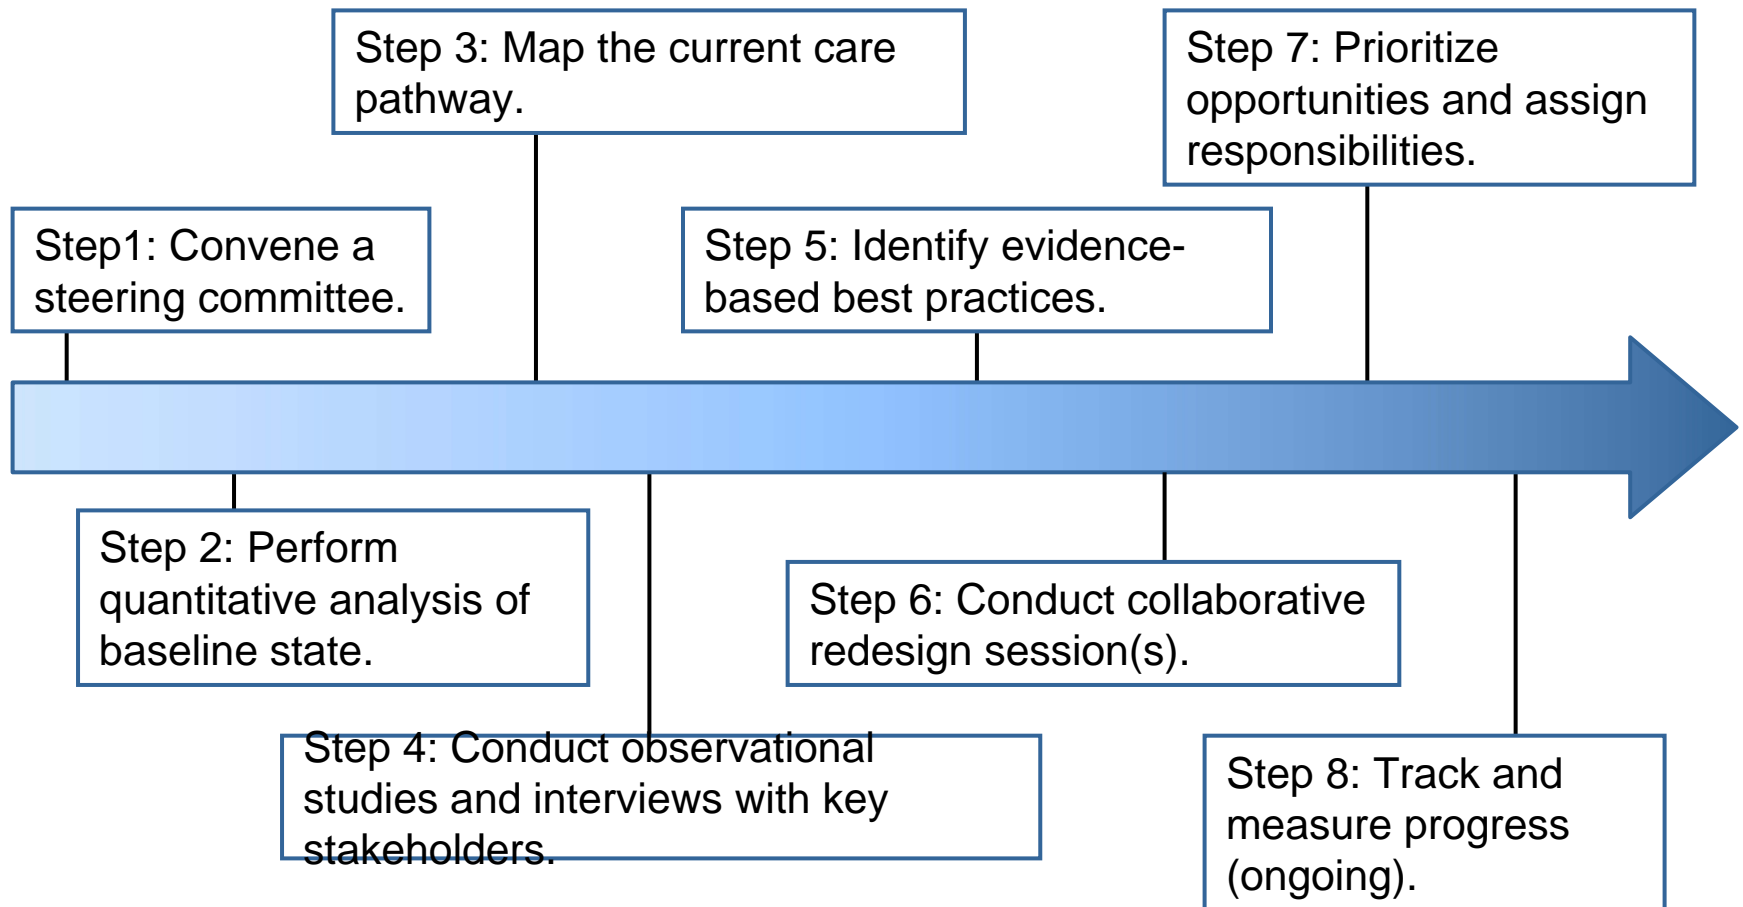 Step1: Convene a
steering committee.
Step 2: Perform
quantitative analysis of
baseline state.
Step 3: Map the current care
pathway.
Step 4: Conduct observational
studies and interviews with key
stakeholders.
Step 5: Identify evidence-
based best practices.
Step 6: Conduct collaborative
redesign session(s).
Step 7: Prioritize
opportunities and assign
responsibilities.
Step 8: Track and
measure progress
(ongoing).